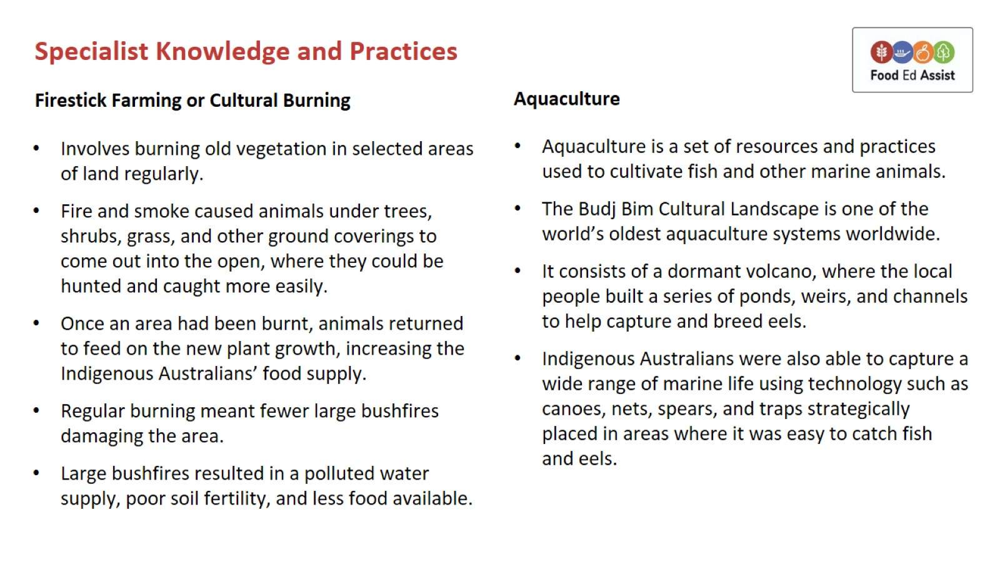 Specialist Knowledge and Practices
Food Ed Assist
Firestick Farming or Cultural Burning
• Involves burning old vegetation in selected areas
of land regularly.
• Fire and smoke caused animals under trees,
shrubs, grass, and other ground coverings to
come out into the open, where they could be
hunted and caught more easily.
• Once an area had been burnt, animals returned
to feed on the new plant growth, increasing the
Indigenous Australians’ food supply.
• Regular burning meant fewer large bushfires
damaging the area.
• Large bushfires resulted in a polluted water
supply, poor soil fertility, and less food available.
Aquaculture
• Aquaculture is a set of resources and practices
used to cultivate fish and other marine animals.
• The Budj Bim Cultural Landscape is one of the
world’s oldest aquaculture systems worldwide.
• It consists of a dormant volcano, where the local
people built a series of ponds, weirs, and channels
to help capture and breed eels.
• Indigenous Australians were also able to capture a
wide range of marine life using technology such as
canoes, nets, spears, and traps strategically
placed in areas where it was easy to catch fish
and eels.